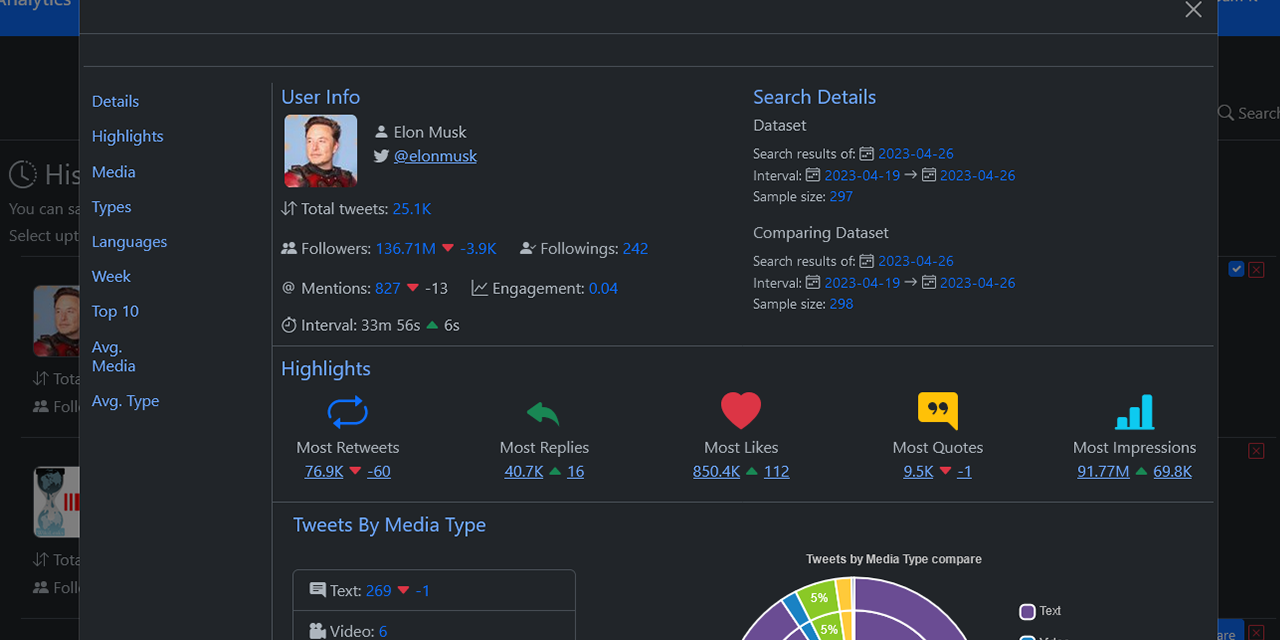 Analytics
Search
His
You can sa
Select upt
Tota
Foll
Tota
Foll
Details
Highlights
Media
Types
Languages
Week
Top 10
Avg.
Media
Avg. Type
User Info
Elon Musk
@elonmusk
Total tweets: 25.1K
Followers: 136.71M -3.9K Followings: 242
Mentions: 827 -13 Engagement: 0.04
Interval: 33m 56s 6s
Search Details
Dataset
Search results of: 2023-04-26
Interval: 2023-04-19 → 2023-04-26
Sample size: 297
Comparing Dataset
Search results of: 2023-04-26
Interval: 2023-04-19 → 2023-04-26
Sample size: 298
Highlights
Most Retweets
76.9K -60
Most Replies
40.7K 16
Most Likes
850.4K 112
Most Quotes
9.5K -1
Most Impressions
91.77M 69.8K
Tweets By Media Type
Text: 269 -1
Video: 6
Tweets by Media Type compare
5%
5%
Text
are